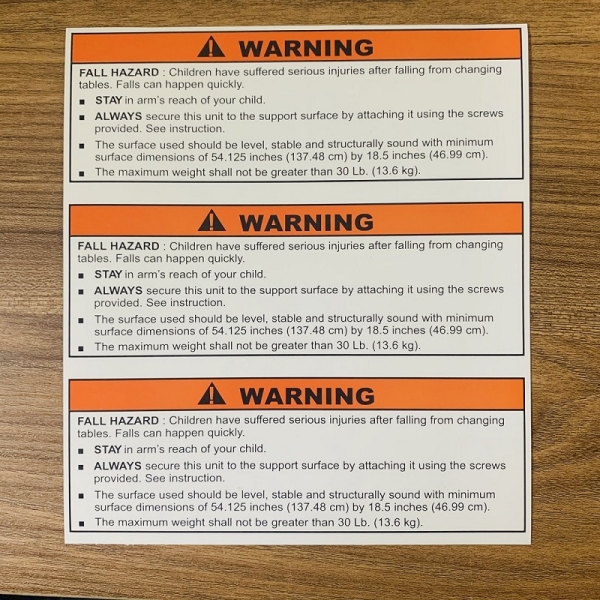 WARNING
FALL HAZARD : Children have suffered serious injuries after falling from changing
tables. Falls can happen quickly.
■ STAY in arm's reach of your child.
■ ALWAYS secure this unit to the support surface by attaching it using the screws
provided. See instruction.
■ The surface used should be level, stable and structurally sound with minimum
surface dimensions of 54.125 inches (137.48 cm) by 18.5 inches (46.99 cm).
■ The maximum weight shall not be greater than 30 Lb. (13.6 kg).
WARNING
FALL HAZARD : Children have suffered serious injuries after falling from changing
tables. Falls can happen quickly.
■ STAY in arm's reach of your child.
■ ALWAYS secure this unit to the support surface by attaching it using the screws
provided. See instruction.
■ The surface used should be level, stable and structurally sound with minimum
surface dimensions of 54.125 inches (137.48 cm) by 18.5 inches (46.99 cm).
■ The maximum weight shall not be greater than 30 Lb. (13.6 kg).
WARNING
FALL HAZARD : Children have suffered serious injuries after falling from changing
tables. Falls can happen quickly.
■ STAY in arm's reach of your child.
■ ALWAYS secure this unit to the support surface by attaching it using the screws
provided. See instruction.
■ The surface used should be level, stable and structurally sound with minimum
surface dimensions of 54.125 inches (137.48 cm) by 18.5 inches (46.99 cm).
■ The maximum weight shall not be greater than 30 Lb. (13.6 kg).